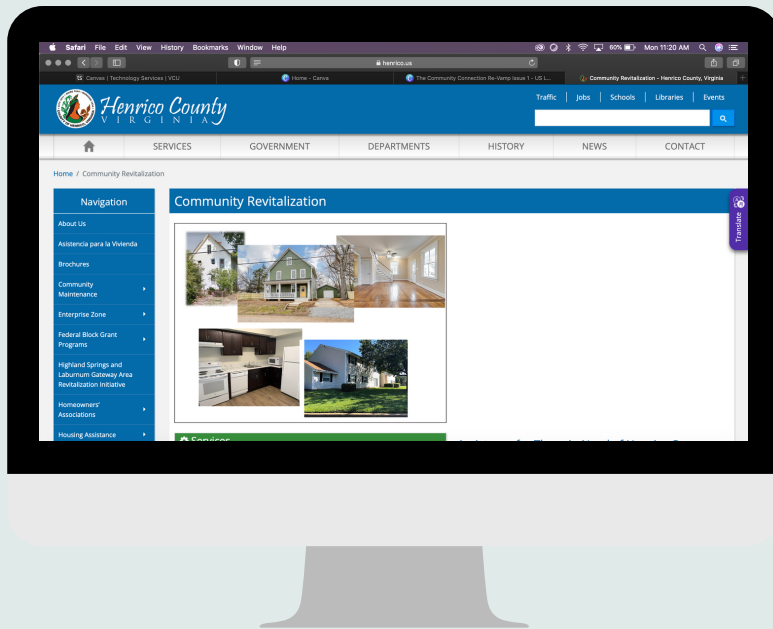 Safari File Edit View History Bookmarks Window Help 60% Mon 11:20 AM
henrico.us
Canvas | Technology Services | VCU
Home - Canva
The Community Connection Re-Vamp Issue 1 - US L...
Community Revitalization - Henrico County, Virginia
Henrico County
VIRGINIA
Traffic | Jobs | Schools | Libraries | Events
SERVICES GOVERNMENT DEPARTMENTS HISTORY NEWS CONTACT
Home / Community Revitalization
Navigation
About Us
Asistencia para la Vivienda
Brochures
Community
Maintenance
Enterprise Zone
Federal Block Grant
Programs
Highland Springs and
Laburnum Gateway Area
Revitalization Initiative
Homeowners'
Associations
Housing Assistance
Community Revitalization
Translate
Services